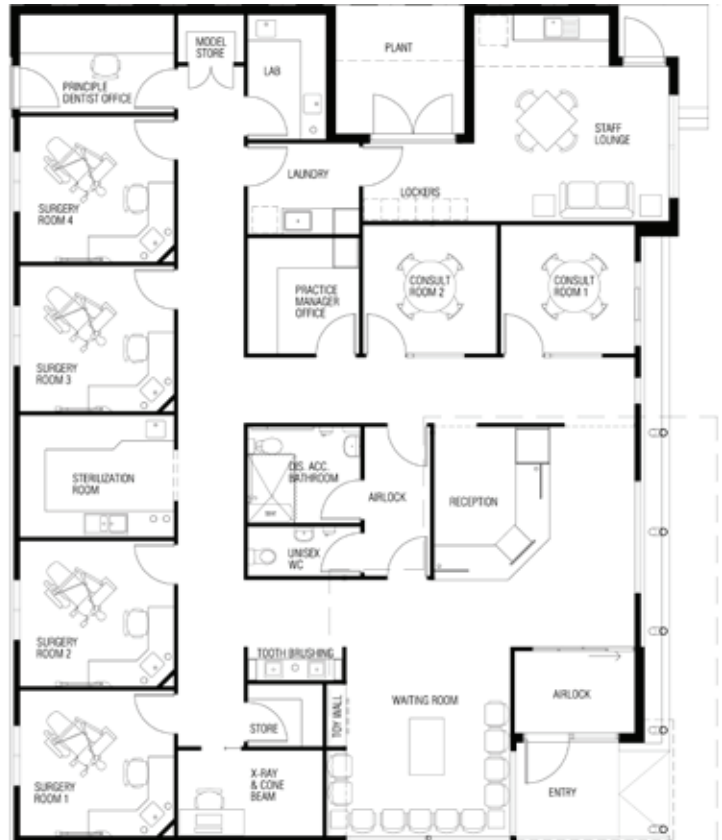 MODEL
STORE
LAB
PLANT
PRINCIPLE
DENTIST OFFICE
STAFF
LOUNGE
LAUNDRY
LOCKERS
SURGERY
ROOM 4
PRACTICE
MANAGER
OFFICE
CONSULT
ROOM 2
CONSULT
ROOM 1
SURGERY
ROOM 3
STERILIZATION
ROOM
DIS. ACC.
BATHROOM
AIRLOCK
RECEPTION
UNISEX
WC
SURGERY
ROOM 2
TOOTH BRUSHING
STORE
TOY WALL
WAITING ROOM
AIRLOCK
X-RAY
& CONE
BEAM
SURGERY
ROOM 1
ENTRY